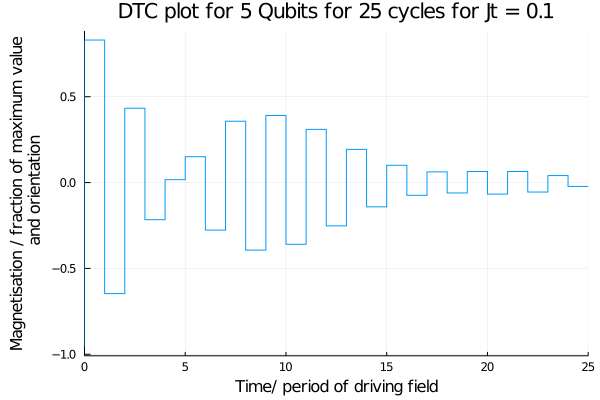 DTC plot for 5 Qubits for 25 cycles for Jt = 0.1
Magnetisation / fraction of maximum value
and orientation
0.5
0.0
−0.5
−1.0
0 5 10 15 20 25
Time/ period of driving field